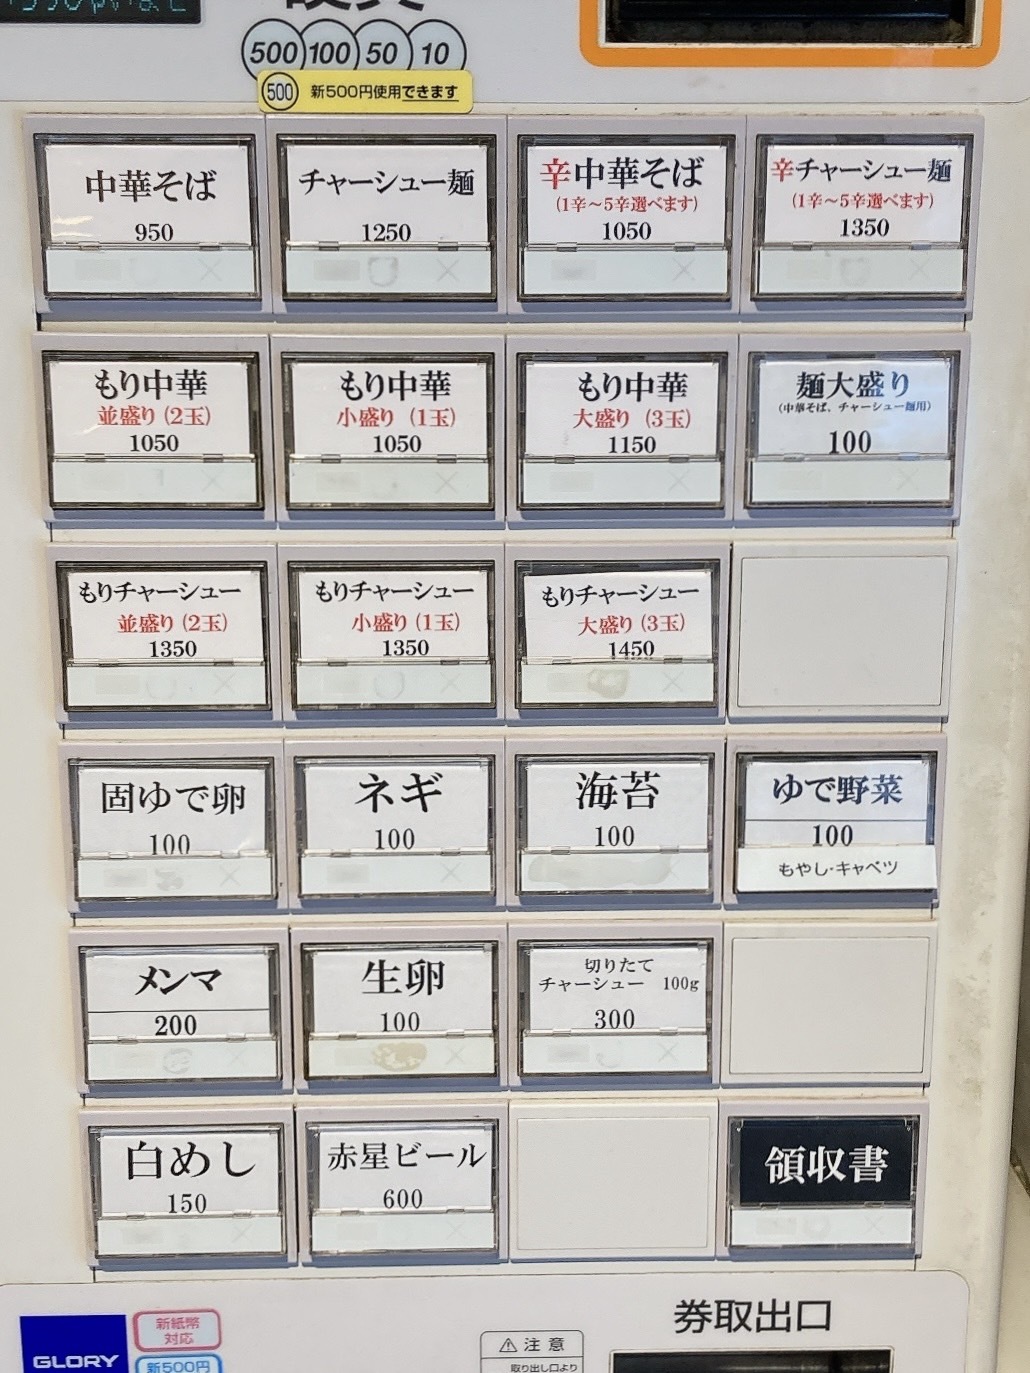 500 100 50 10
500 新500円使用できます
中華そば
950
チャーシュー麺
1250
辛中華そば
(1辛～5辛選べます)
1050
辛チャーシュー麺
(1辛～5辛選べます)
1350
もり中華
並盛り(2玉)
1050
もり中華
小盛り(1玉)
1050
もり中華
大盛り(3玉)
1150
麺大盛り
(中華そば、チャーシュー麺用)
100
もりチャーシュー
並盛り(2玉)
1350
もりチャーシュー
小盛り(1玉)
1350
もりチャーシュー
大盛り(3玉)
1450
固ゆで卵
100
ネギ
100
海苔
100
ゆで野菜
100
もやし・キャベツ
メンマ
200
生卵
100
切りたて
チャーシュー 100g
300
白めし
150
赤星ビール
600
領収書
券取出口
GLORY
新紙幣
対応
新500円
⚠注意
取り出し口より